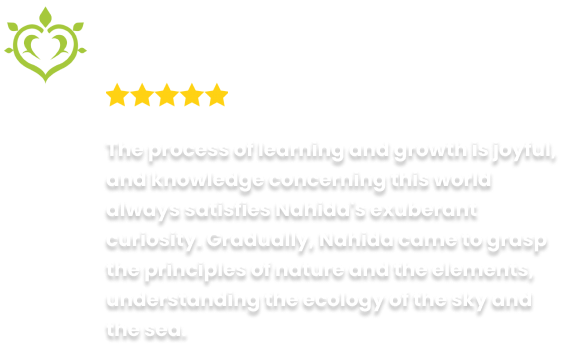 The process of learning and growth is joyful,
and knowledge concerning this world
always satisfies Nahida's exuberant
curiosity. Gradually, Nahida came to grasp
the principles of nature and the elements,
understanding the ecology of the sky and
the sea.